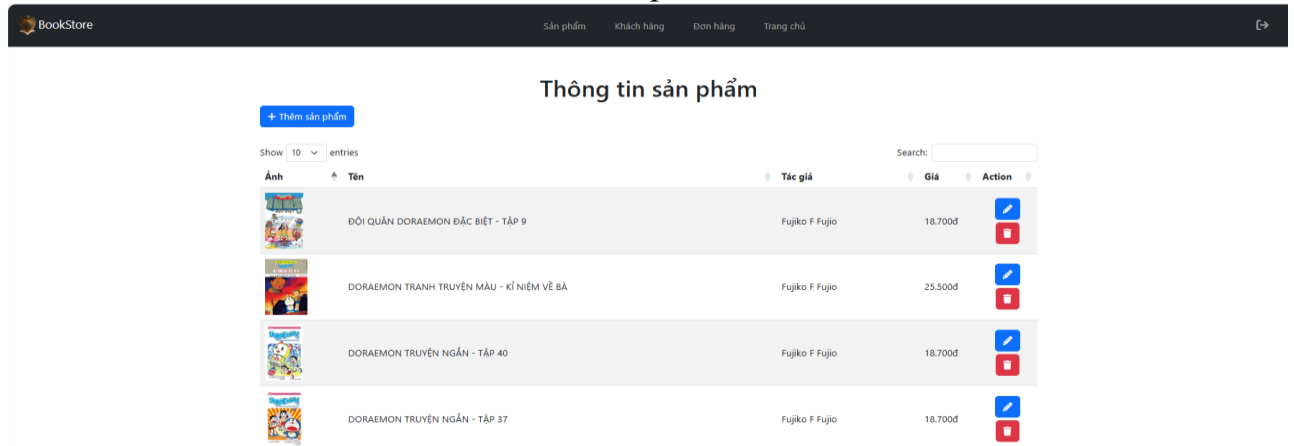 BookStore Sản phẩm Khách hàng Đơn hàng Trang chủ
Thông tin sản phẩm
+ Thêm sản phẩm
Show 10 entries Search:
Ảnh Tên Tác giả Giá Action
ĐỘI QUÂN DORAEMON ĐẶC BIỆT - TẬP 9 Fujiko F Fujio 18.700đ
DORAEMON TRANH TRUYỆN MÀU - KÍ NIỆM VỀ BÀ Fujiko F Fujio 25.500đ
DORAEMON TRUYỆN NGẮN - TẬP 40 Fujiko F Fujio 18.700đ
DORAEMON TRUYỆN NGẮN - TẬP 37 Fujiko F Fujio 18.700đ